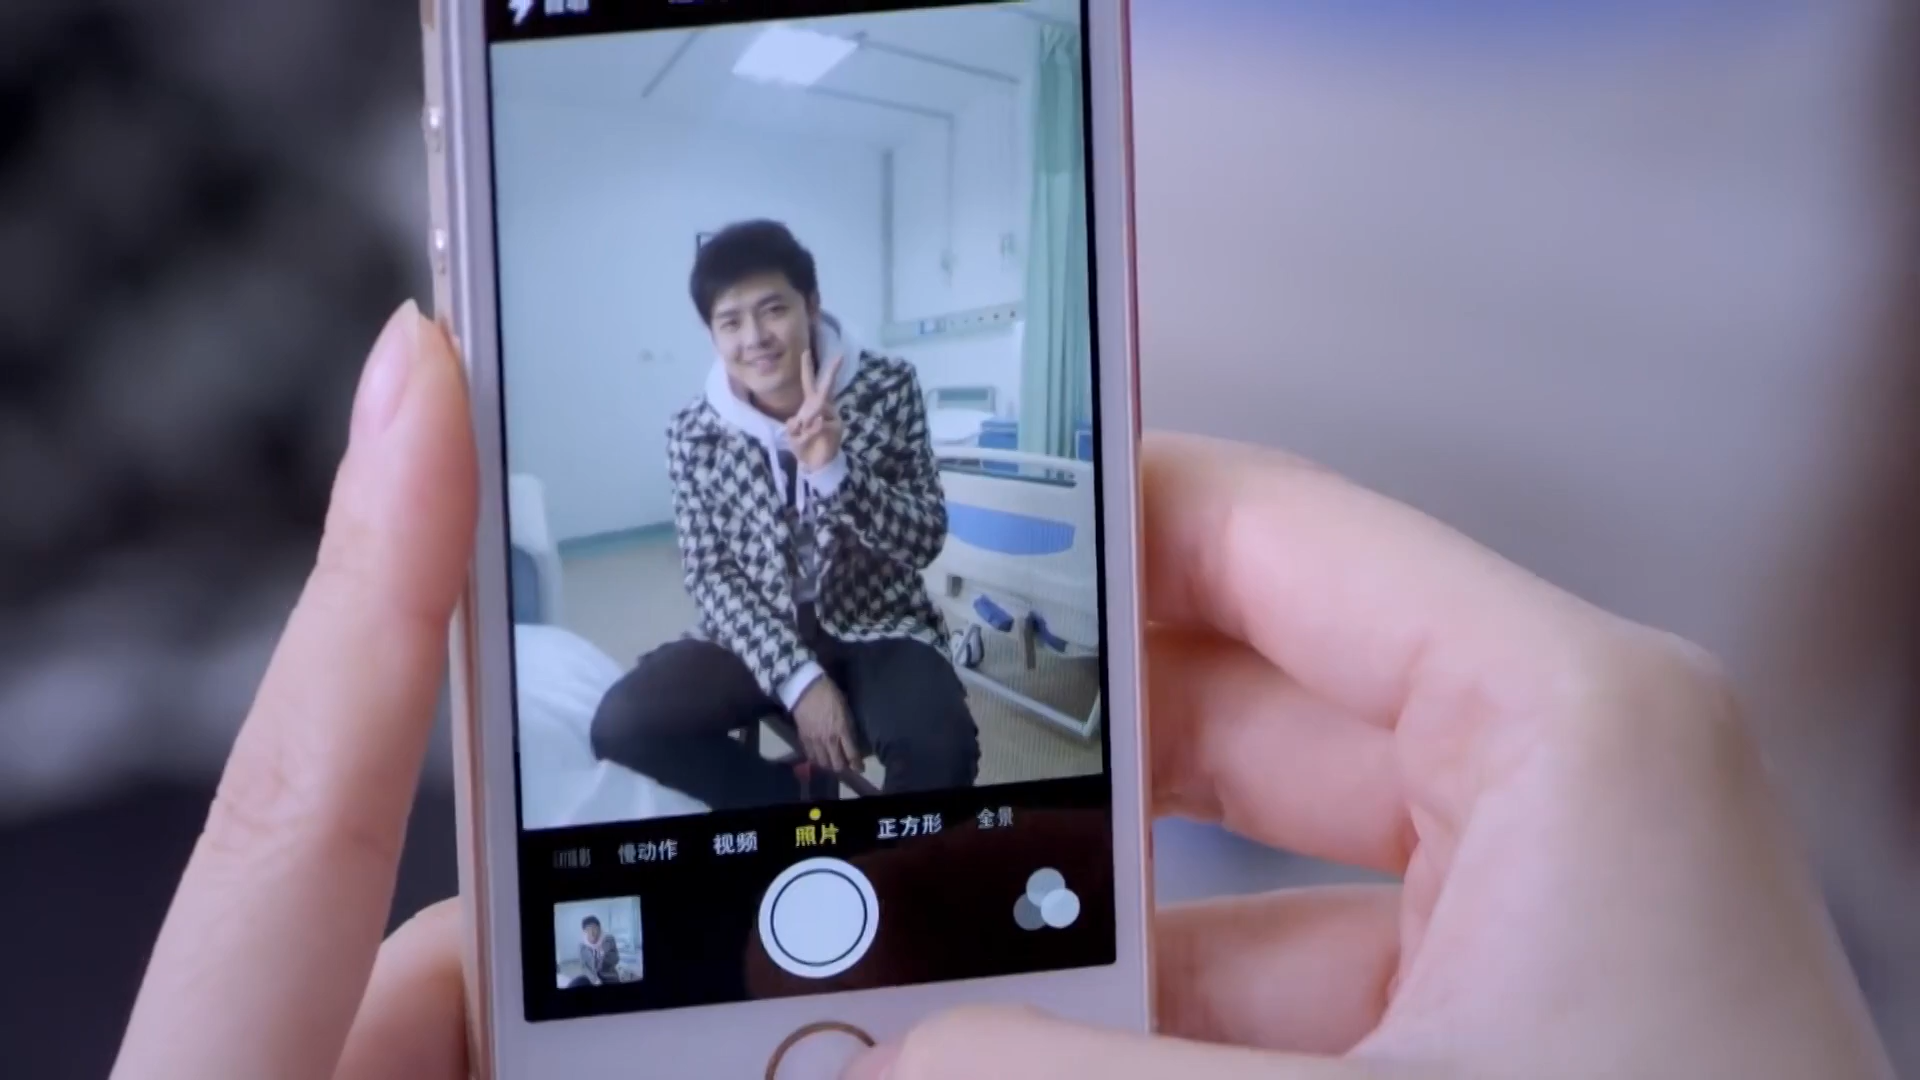 慢动作 视频 照片 正方形 全景